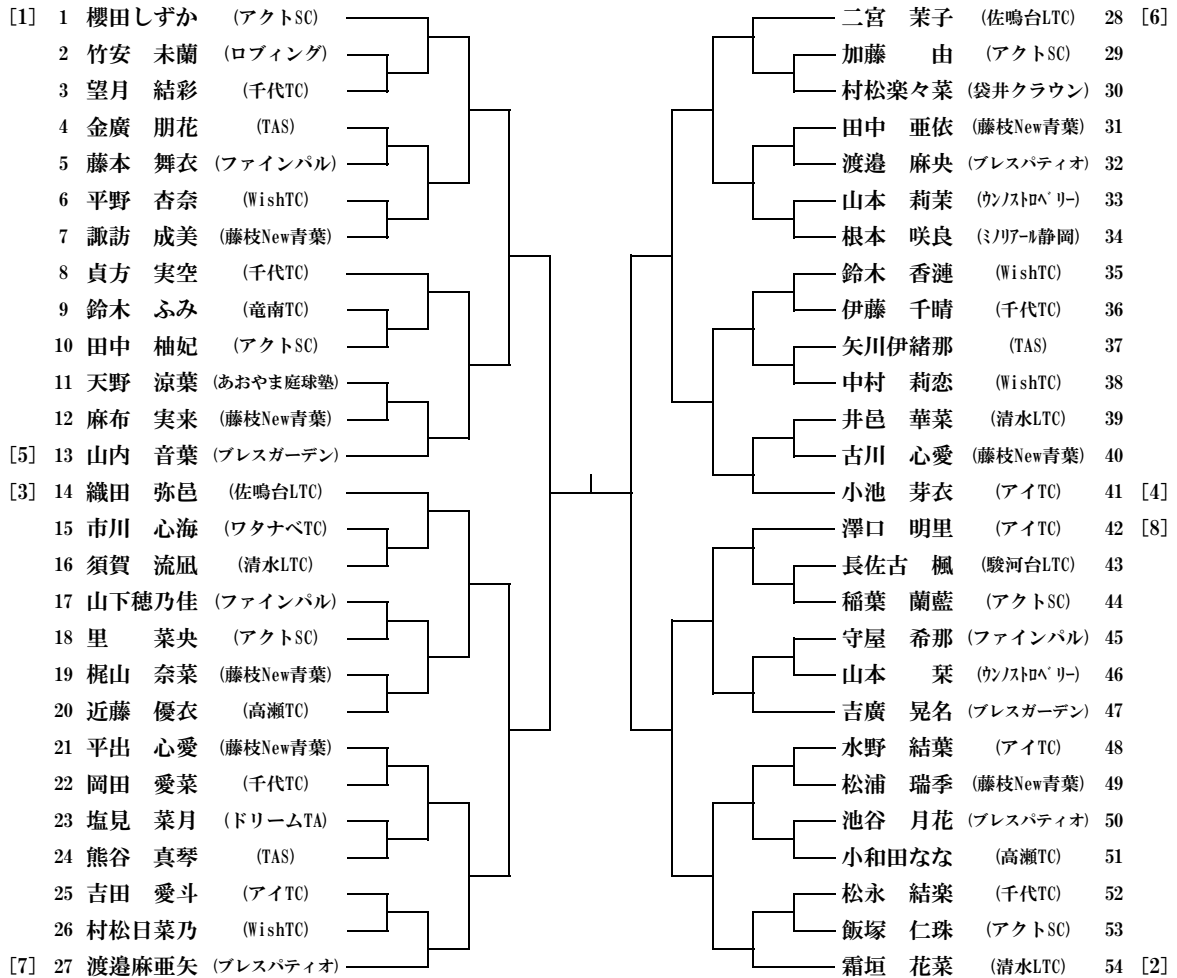 [1] 1 櫻田しずか (アクトSC)
2 竹安 未蘭 (ロブィング)
3 望月 結彩 (千代TC)
4 金廣 朋花 (TAS)
5 藤本 舞衣 (ファインパル)
6 平野 杏奈 (WishTC)
7 諏訪 成美 (藤枝New青葉)
8 貞方 実空 (千代TC)
9 鈴木 ふみ (竜南TC)
10 田中 柚妃 (アクトSC)
11 天野 涼葉 (あおやま庭球塾)
12 麻布 実来 (藤枝New青葉)
[5] 13 山内 音葉 (ブレスガーデン)
[3] 14 織田 弥邑 (佐鳴台LTC)
15 市川 心海 (ワタナベTC)
16 須賀 流凪 (清水LTC)
17 山下穂乃佳 (ファインパル)
18 里 菜央 (アクトSC)
19 梶山 奈菜 (藤枝New青葉)
20 近藤 優衣 (高瀬TC)
21 平出 心愛 (藤枝New青葉)
22 岡田 愛菜 (千代TC)
23 塩見 菜月 (ドリームTA)
24 熊谷 真琴 (TAS)
25 吉田 愛斗 (アイTC)
26 村松日菜乃 (WishTC)
[7] 27 渡邉麻亜矢 (ブレスパティオ)
二宮 茉子 (佐鳴台LTC) 28 [6]
加藤 由 (アクトSC) 29
村松楽々菜 (袋井クラウン) 30
田中 亜依 (藤枝New青葉) 31
渡邉 麻央 (ブレスパティオ) 32
山本 莉茉 (ウンノストロベリー) 33
根本 咲良 (ミノリアール静岡) 34
鈴木 香漣 (WishTC) 35
伊藤 千晴 (千代TC) 36
矢川伊緒那 (TAS) 37
中村 莉恋 (WishTC) 38
井邑 華菜 (清水LTC) 39
古川 心愛 (藤枝New青葉) 40
小池 芽衣 (アイTC) 41 [4]
澤口 明里 (アイTC) 42 [8]
長佐古 楓 (駿河台LTC) 43
稲葉 蘭藍 (アクトSC) 44
守屋 希那 (ファインパル) 45
山本 栞 (ウンノストロベリー) 46
吉廣 晃名 (ブレスガーデン) 47
水野 結葉 (アイTC) 48
松浦 瑞季 (藤枝New青葉) 49
池谷 月花 (ブレスパティオ) 50
小和田なな (高瀬TC) 51
松永 結楽 (千代TC) 52
飯塚 仁珠 (アクトSC) 53
霜垣 花菜 (清水LTC) 54 [2]